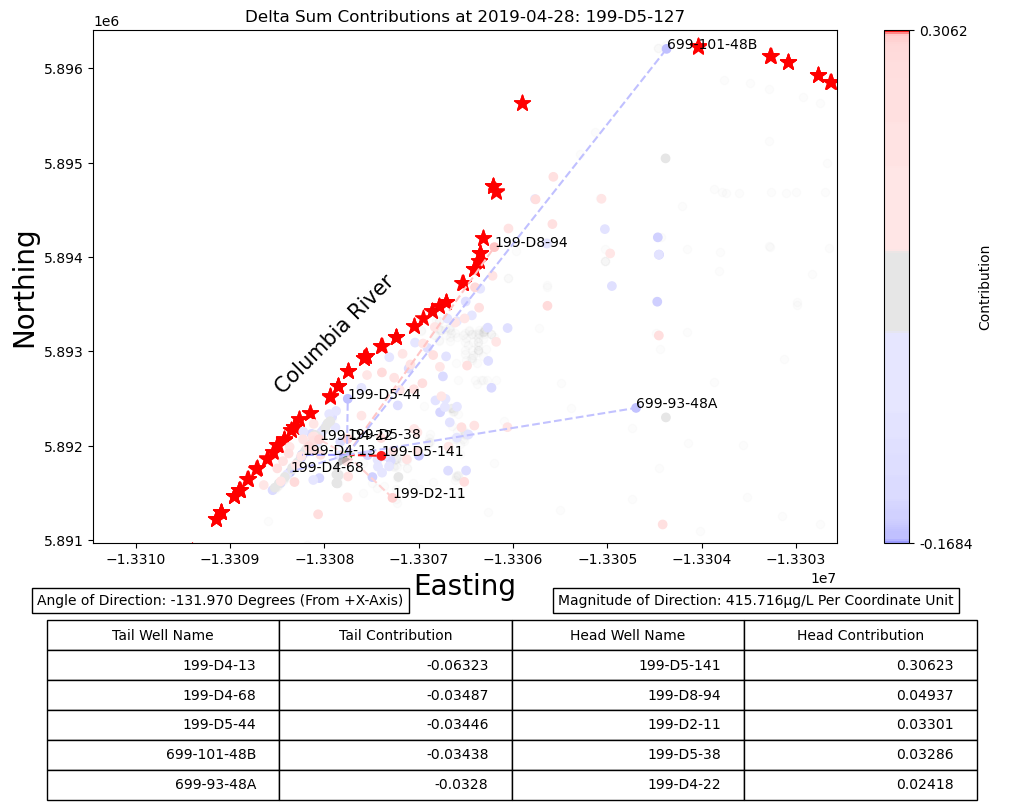 Delta Sum Contributions at 2019-04-28: 199-D5-127
1e6
5.896
5.895
5.894
5.893
5.892
5.891
Northing
699-101-48B
199-D8-94
Columbia River
199-D5-44
699-93-48A
199-D4-22
199-D5-38
199-D4-13
199-D5-141
199-D4-68
199-D2-11
−1.3310
−1.3309
−1.3308
−1.3307
−1.3306
−1.3305
−1.3304
−1.3303
1e7
Easting
0.3062
-0.1684
Contribution
Angle of Direction: -131.970 Degrees (From +X-Axis)
Magnitude of Direction: 415.716μg/L Per Coordinate Unit
Tail Well Name Tail Contribution Head Well Name Head Contribution
199-D4-13 -0.06323 199-D5-141 0.30623
199-D4-68 -0.03487 199-D8-94 0.04937
199-D5-44 -0.03446 199-D2-11 0.03301
699-101-48B -0.03438 199-D5-38 0.03286
699-93-48A -0.0328 199-D4-22 0.02418